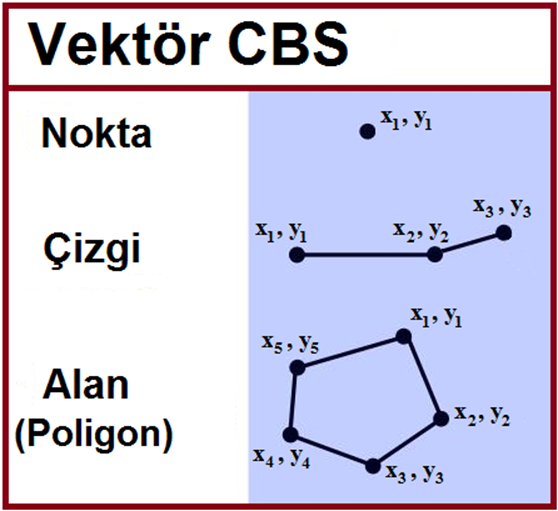 Vektör CBS
Nokta
x₁, y₁
x₃ , y₃
x₁, y₁
x₂, y₂
Çizgi
x₁, y₁
x₅ , y₅
Alan
(Poligon)
x₂, y₂
x₄ , y₄
x₃ , y₃